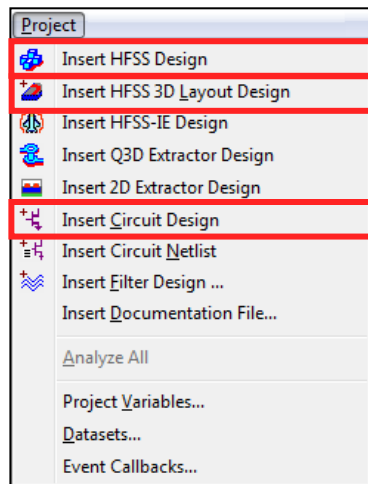 Project
Insert HFSS Design
Insert HFSS 3D Layout Design
Insert HFSS-IE Design
Insert Q3D Extractor Design
Insert 2D Extractor Design
Insert Circuit Design
Insert Circuit Netlist
Insert Filter Design ...
Insert Documentation File...
Analyze All
Project Variables...
Datasets...
Event Callbacks...